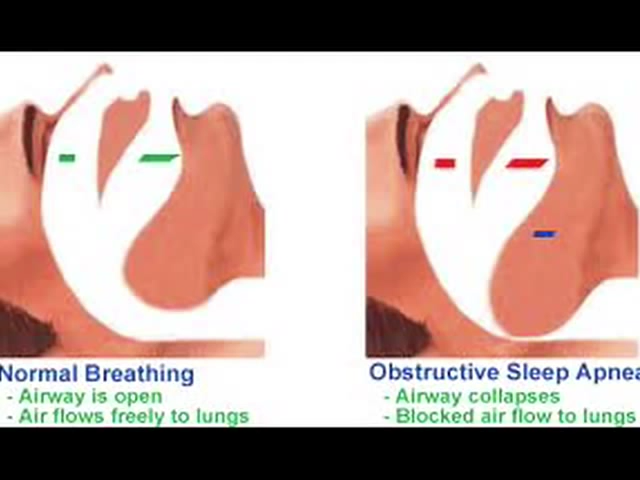 Normal Breathing
- Airway is open
- Air flows freely to lungs
Obstructive Sleep Apnea
- Airway collapses
- Blocked air flow to lungs